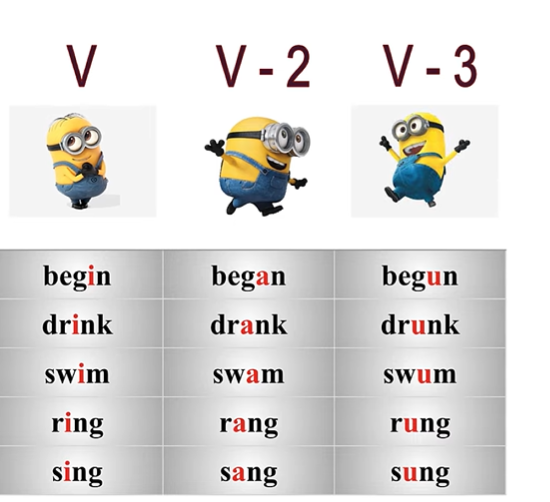 V V - 2 V - 3
begin began begun
drink drank drunk
swim swam swum
ring rang rung
sing sang sung